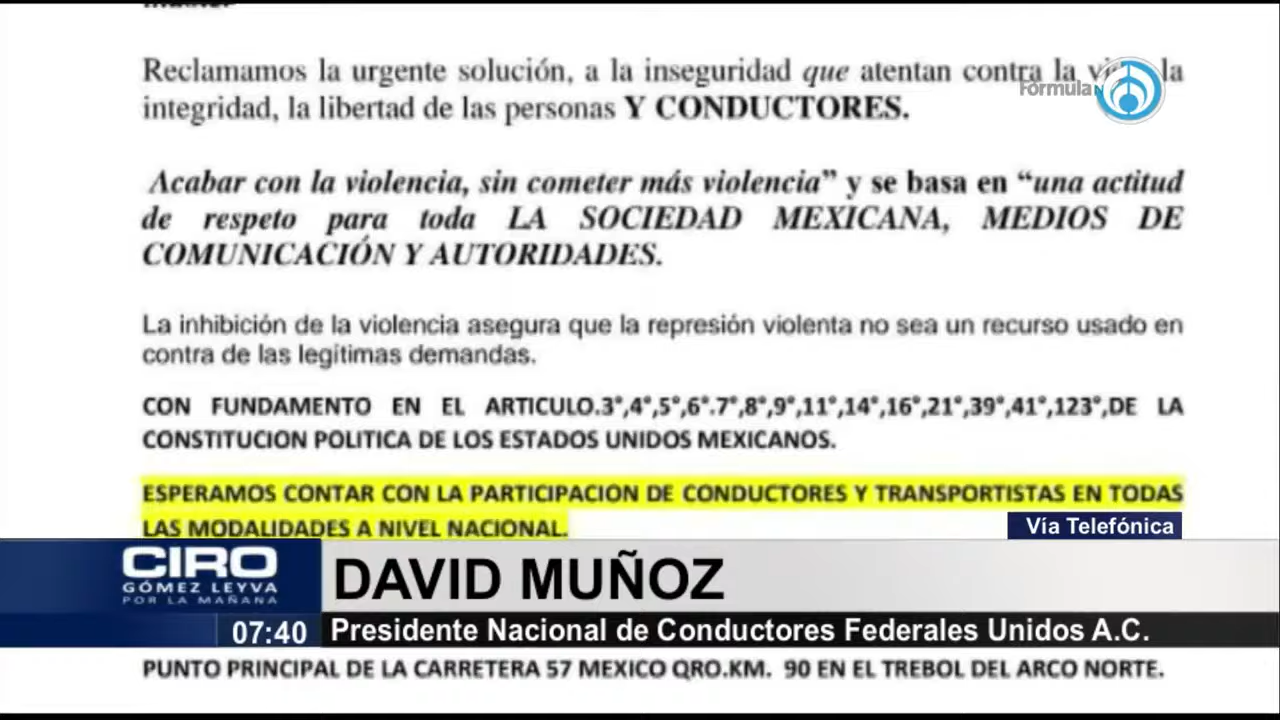 Reclamamos la urgente solución, a la inseguridad que atentan contra la
integridad, la libertad de las personas Y CONDUCTORES.
Fórmula
Acabar con la violencia, sin cometer más violencia” y se basa en “una actitud
de respeto para toda LA SOCIEDAD MEXICANA, MEDIOS DE
COMUNICACIÓN Y AUTORIDADES.
La inhibición de la violencia asegura que la represión violenta no sea un recurso usado en
contra de las legítimas demandas.
CON FUNDAMENTO EN EL ARTICULO.3°,4°,5°,6°.7°,8°,9°,11°,14°,16°,21°,39°,41°,123°,DE LA
CONSTITUCION POLITICA DE LOS ESTADOS UNIDOS MEXICANOS.
ESPERAMOS CONTAR CON LA PARTICIPACION DE CONDUCTORES Y TRANSPORTISTAS EN TODAS
LAS MODALIDADES A NIVEL NACIONAL.
Vía Telefónica
CIRO
GÓMEZ LEYVA
POR LA MAÑANA
DAVID MUÑOZ
07:40
Presidente Nacional de Conductores Federales Unidos A.C.
PUNTO PRINCIPAL DE LA CARRETERA 57 MEXICO QRO.KM. 90 EN EL TREBOL DEL ARCO NORTE.